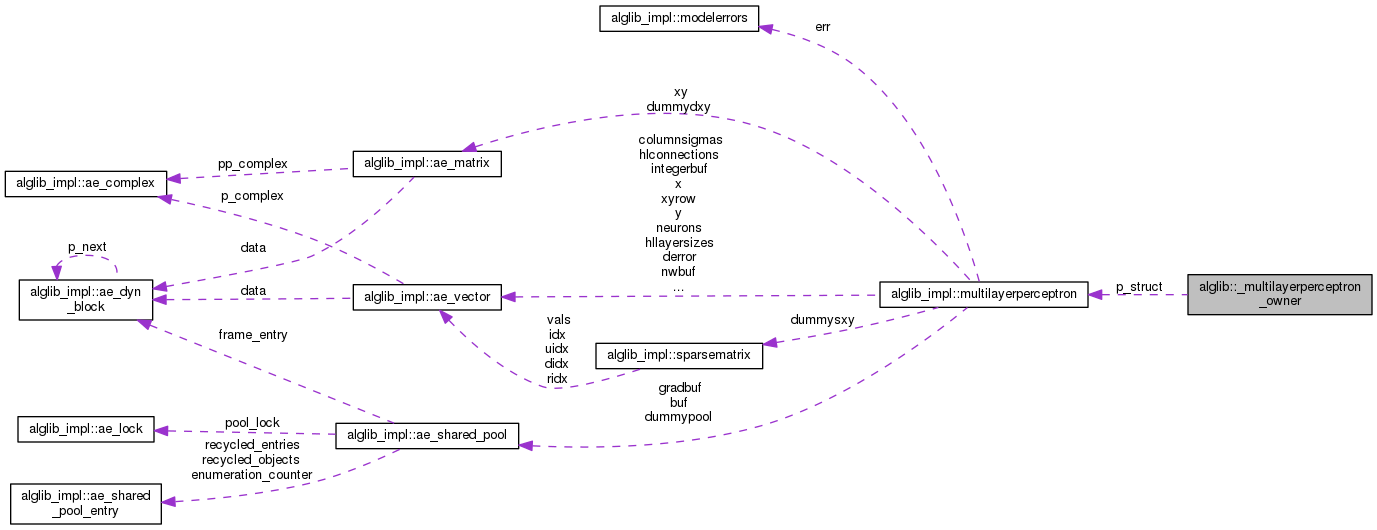 alglib_impl::modelerrors
err
xy
dummydxy
columnsigmas
hlconnections
integerbuf
x
xyrow
y
neurons
hllayersizes
derror
nwbuf
...
alglib_impl::ae_matrix
pp_complex
alglib_impl::ae_complex
p_complex
p_next
data
alglib_impl::ae_dyn
_block
data
alglib_impl::ae_vector
alglib_impl::multilayerperceptron
p_struct
alglib::_multilayerperceptron
_owner
dummysxy
vals
idx
uidx
didx
ridx
alglib_impl::sparsematrix
frame_entry
gradbuf
buf
dummypool
alglib_impl::ae_lock
pool_lock
alglib_impl::ae_shared_pool
recycled_entries
recycled_objects
enumeration_counter
alglib_impl::ae_shared
_pool_entry